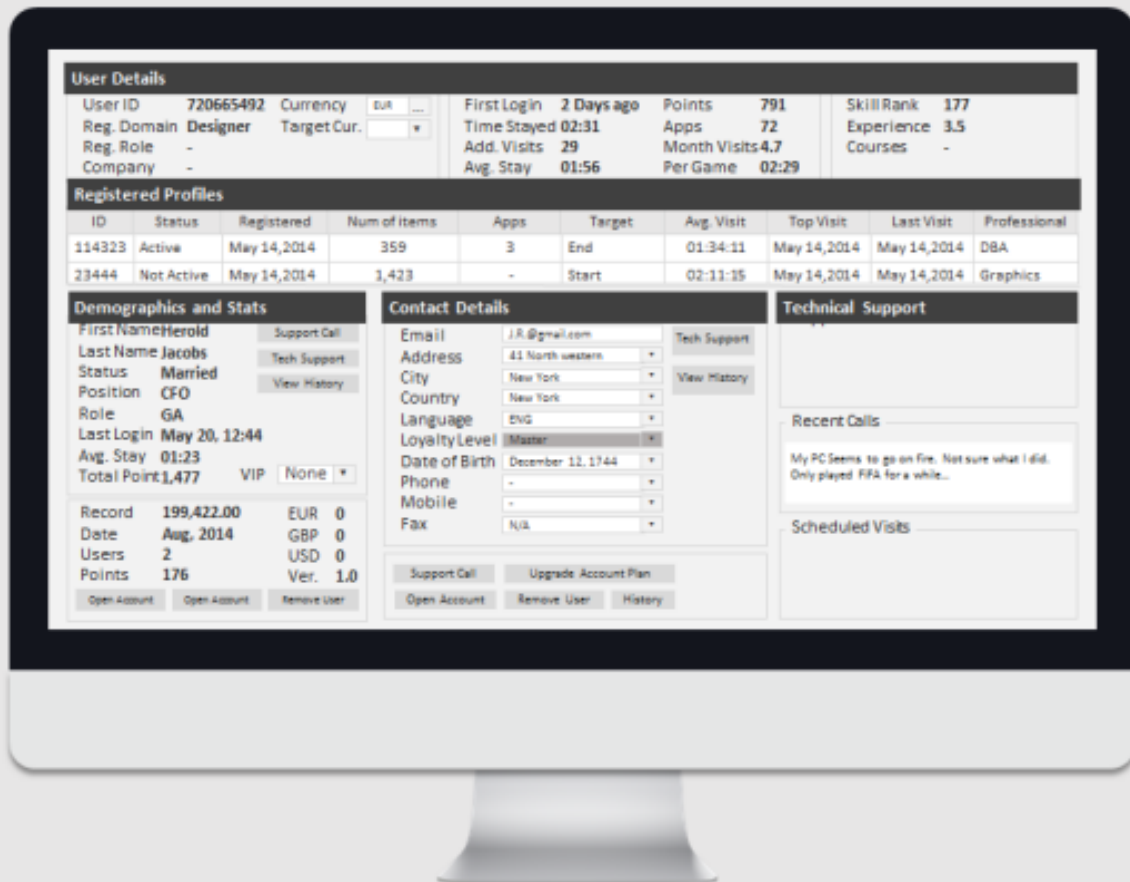 User Details
User ID 720665492 Currency EUR ...
Reg. Domain Designer Target Cur.
Reg. Role -
Company -
First Login 2 Days ago Points 791
Time Stayed 02:31 Apps 72
Add. Visits 29 Month Visits 4.7
Avg. Stay 01:56 Per Game 02:29
Skill Rank 177
Experience 3.5
Courses -
Registered Profiles
ID Status Registered Num of items Apps Target Avg. Visit Top Visit Last Visit Professional
114323 Active May 14,2014 359 3 End 01:34:11 May 14,2014 May 14,2014 DBA
23444 Not Active May 14,2014 1,423 - Start 02:11:15 May 14,2014 May 14,2014 Graphics
Demographics and Stats
First Name Herold Support Call
Last Name Jacobs Tech Support
Status Married View History
Position CFO
Role GA
Last Login May 20, 12:44
Avg. Stay 01:23
Total Point 1,477 VIP None
Record 199,422.00 EUR 0
Date Aug, 2014 GBP 0
Users 2 USD 0
Points 176 Ver. 1.0
Open Account Open Account Remove User
Contact Details
Email J.R.@gmail.com Tech Support
Address 41 North western
City New York View History
Country New York
Language ENG
Loyalty Level Master
Date of Birth December 12, 1744
Phone -
Mobile -
Fax N/A
Support Call Upgrade Account Plan
Open Account Remove User History
Technical Support
Recent Calls
My PC Seems to go on fire. Not sure what I did.
Only played FIFA for a while...
Scheduled Visits